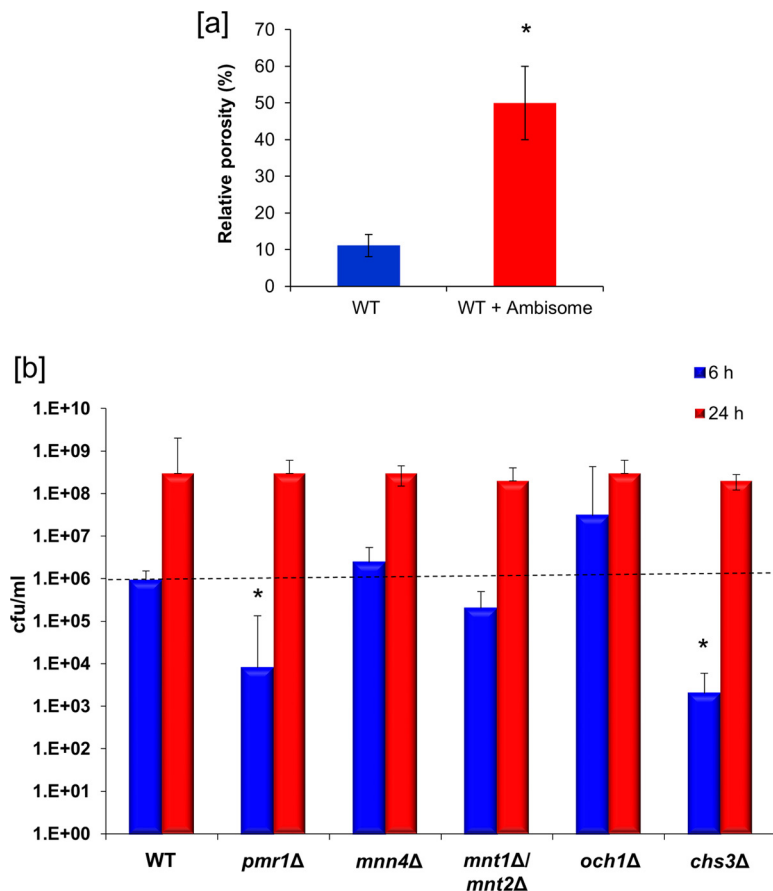 [a]
*
Relative porosity (%)
70
60
50
40
30
20
10
0
WT
WT + Ambisome
[b]
6 h
24 h
cfu/ml
1.E+10
1.E+09
1.E+08
1.E+07
1.E+06
1.E+05
1.E+04
1.E+03
1.E+02
1.E+01
1.E+00
*
*
WT
pmr1Δ
mnn4Δ
mnt1Δ/
mnt2Δ
och1Δ
chs3Δ